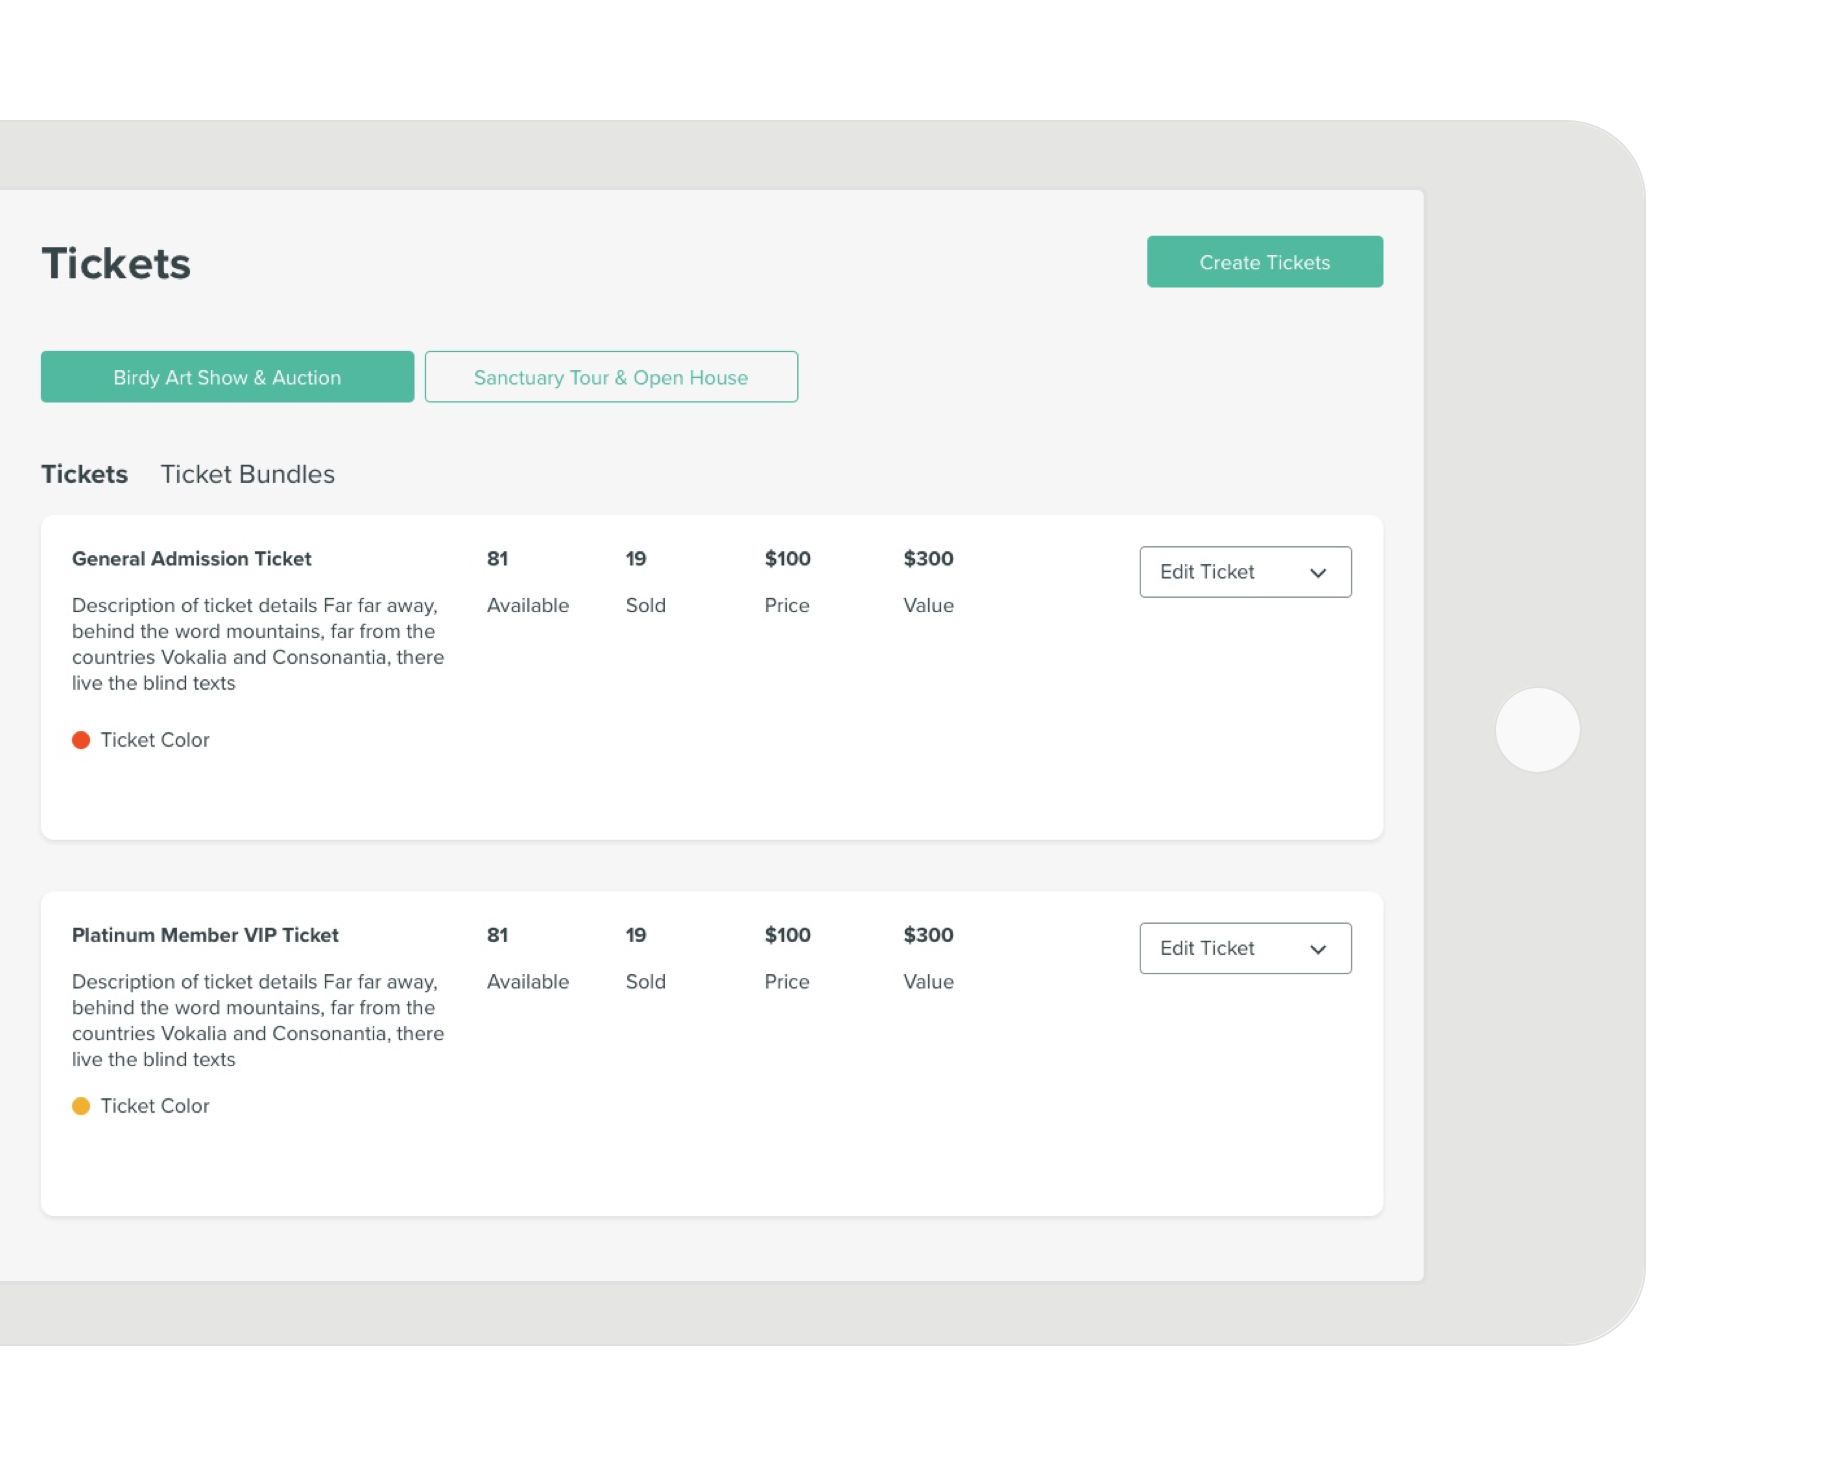 Tickets
Create Tickets
Birdy Art Show & Auction
Sanctuary Tour & Open House
Tickets
Ticket Bundles
General Admission Ticket
Description of ticket details Far far away,
behind the word mountains, far from the
countries Vokalia and Consonantia, there
live the blind texts
Ticket Color
81
Available
19
Sold
$100
Price
$300
Value
Edit Ticket
Platinum Member VIP Ticket
Description of ticket details Far far away,
behind the word mountains, far from the
countries Vokalia and Consonantia, there
live the blind texts
Ticket Color
81
Available
19
Sold
$100
Price
$300
Value
Edit Ticket